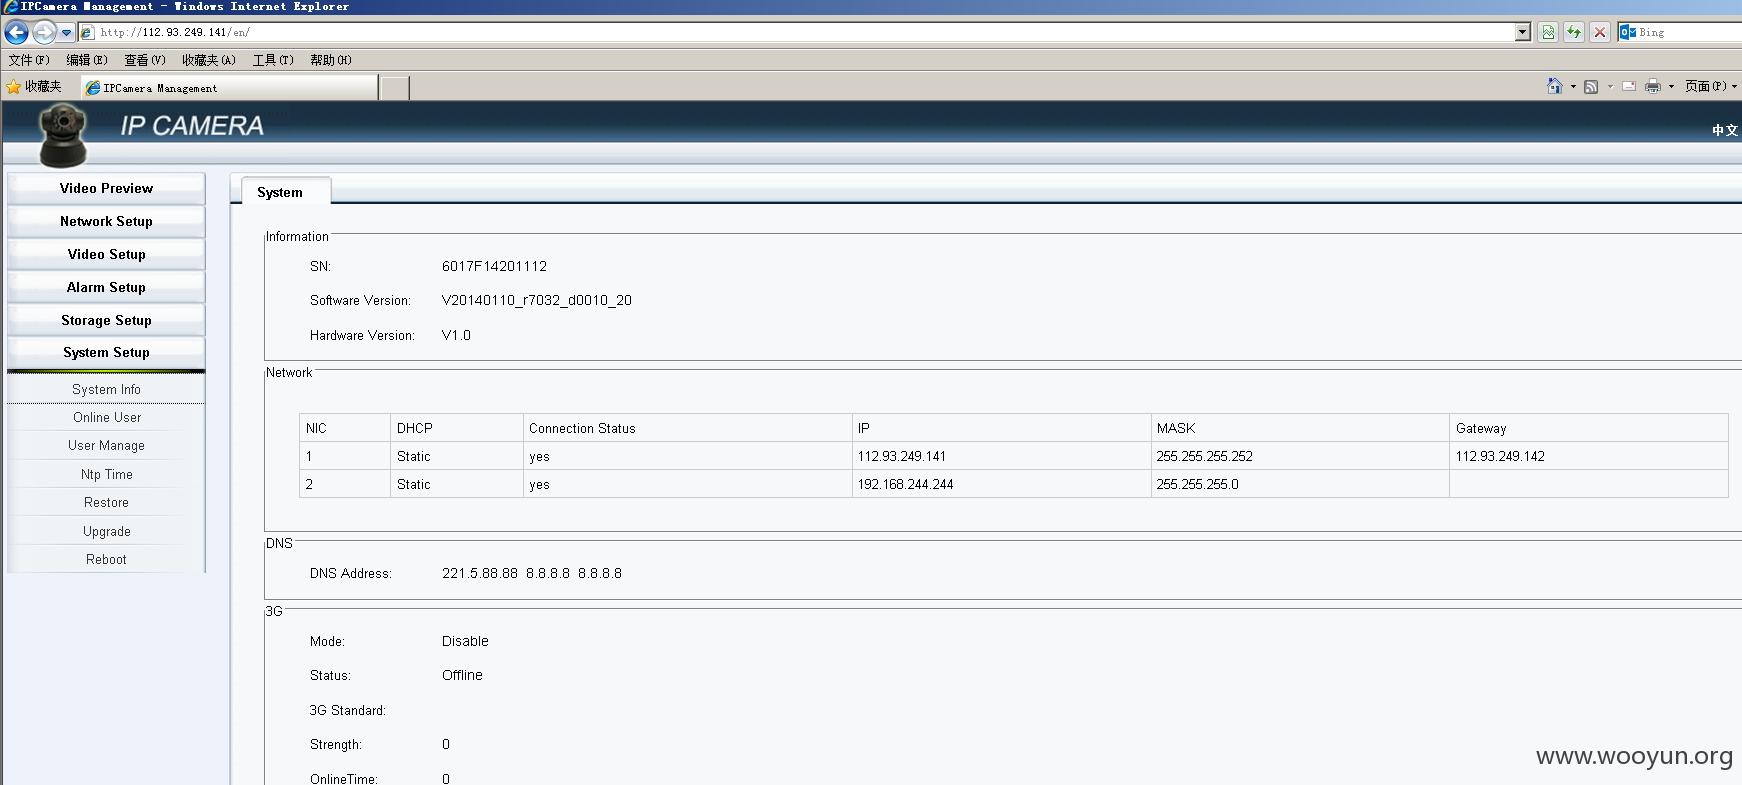 IPCamera Management - Windows Internet Explorer
http://112.93.249.141/en/
Bing
文件(F) 编辑(E) 查看(V) 收藏夹(A) 工具(T) 帮助(H)
收藏夹 IPCamera Management 页面(P)
IP CAMERA
中文
Video Preview
Network Setup
Video Setup
Alarm Setup
Storage Setup
System Setup
System Info
Online User
User Manage
Ntp Time
Restore
Upgrade
Reboot
System
Information
SN: 6017F14201112
Software Version: V20140110_r7032_d0010_20
Hardware Version: V1.0
Network
NIC DHCP Connection Status IP MASK Gateway
1 Static yes 112.93.249.141 255.255.255.252 112.93.249.142
2 Static yes 192.168.244.244 255.255.255.0
DNS
DNS Address: 221.5.88.88 8.8.8.8 8.8.8.8
3G
Mode: Disable
Status: Offline
3G Standard:
Strength: 0
OnlineTime: 0
www.wooyun.org